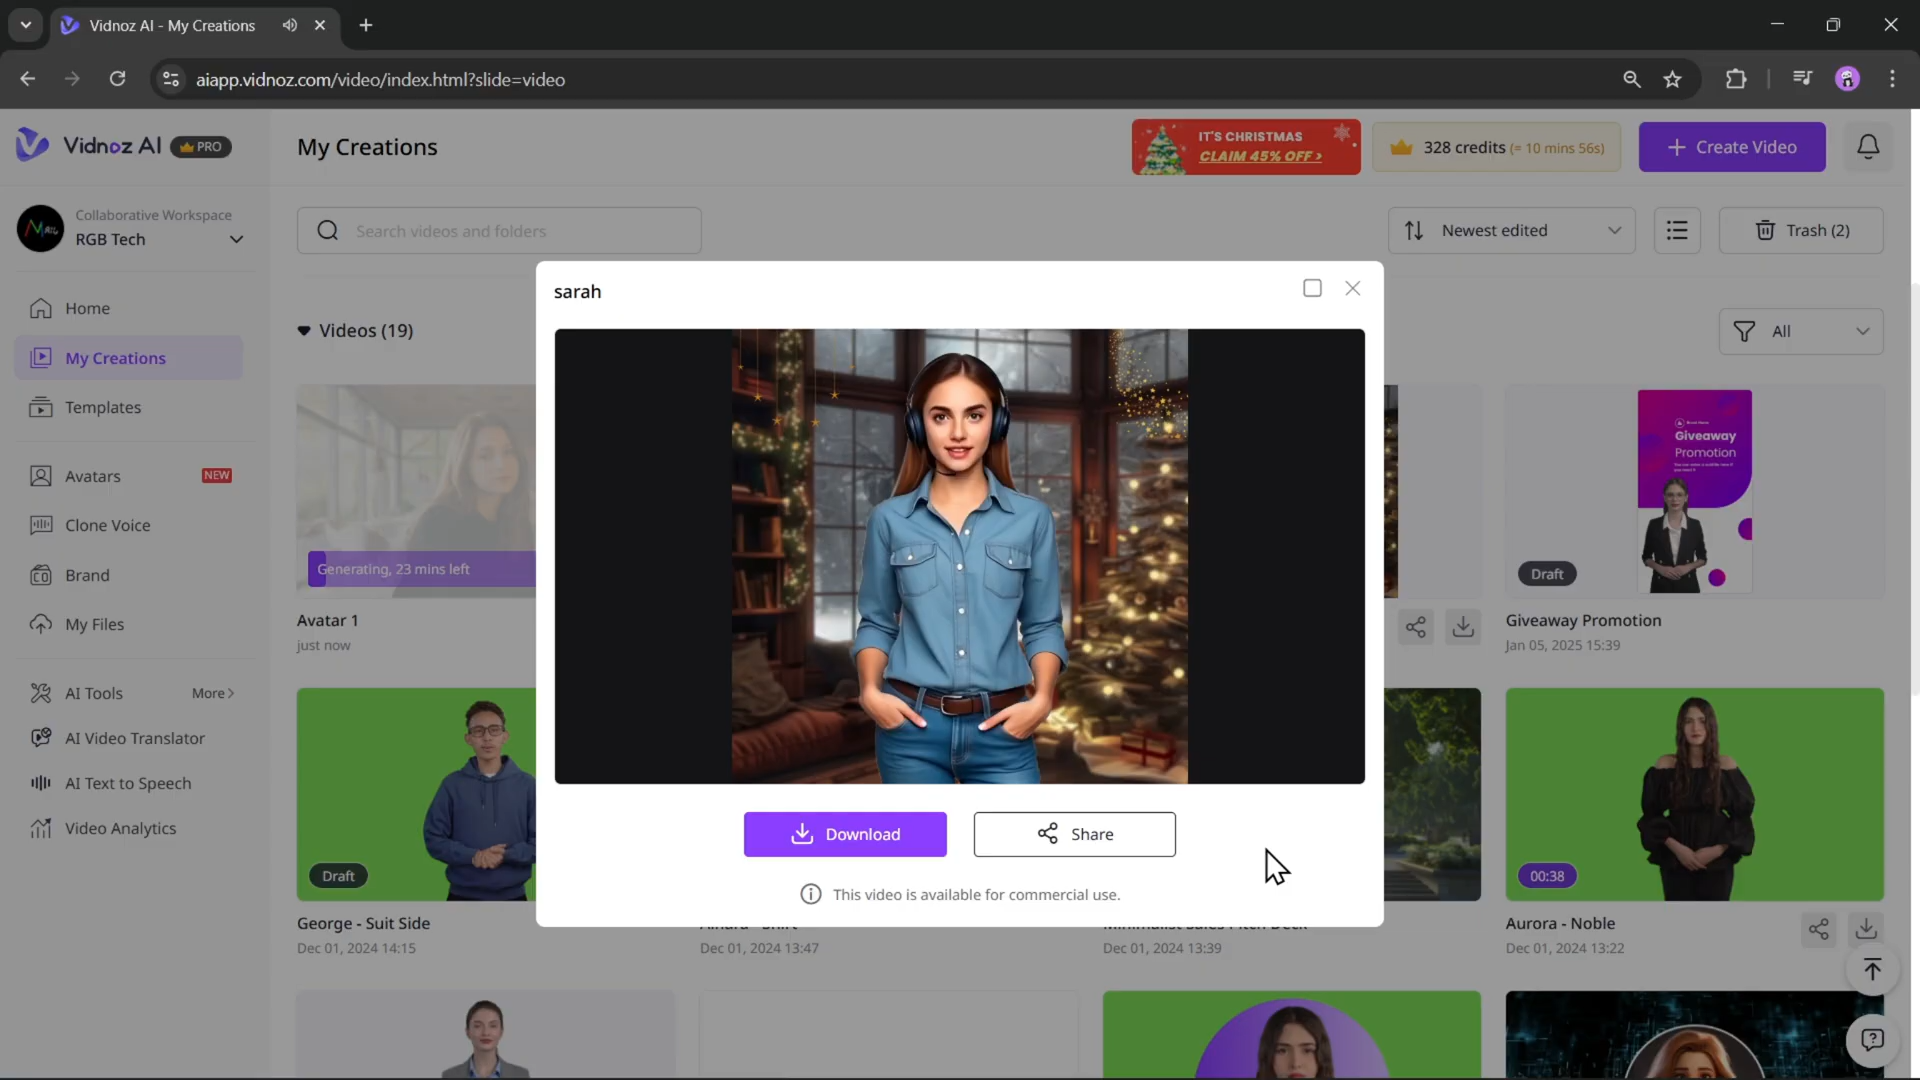 Vidnoz AI - My Creations
aiapp.vidnoz.com/video/index.html?slide=video
Vidnoz AI PRO
My Creations
IT'S CHRISTMAS
CLAIM 45% OFF >
328 credits (= 10 mins 56s)
+ Create Video
Collaborative Workspace
RGB Tech
Search videos and folders
Newest edited
Trash (2)
Home
My Creations
Templates
Avatars NEW
Clone Voice
Brand
My Files
AI Tools More >
AI Video Translator
AI Text to Speech
Video Analytics
Videos (19)
All
sarah
Download
Share
This video is available for commercial use.
Generating, 23 mins left
Avatar 1
just now
Giveaway
Promotion
Draft
Giveaway Promotion
Jan 05, 2025 15:39
Draft
George - Suit Side
Dec 01, 2024 14:15
Dec 01, 2024 13:47
Minimalist Sales Pitch Deck
Dec 01, 2024 13:39
00:38
Aurora - Noble
Dec 01, 2024 13:22